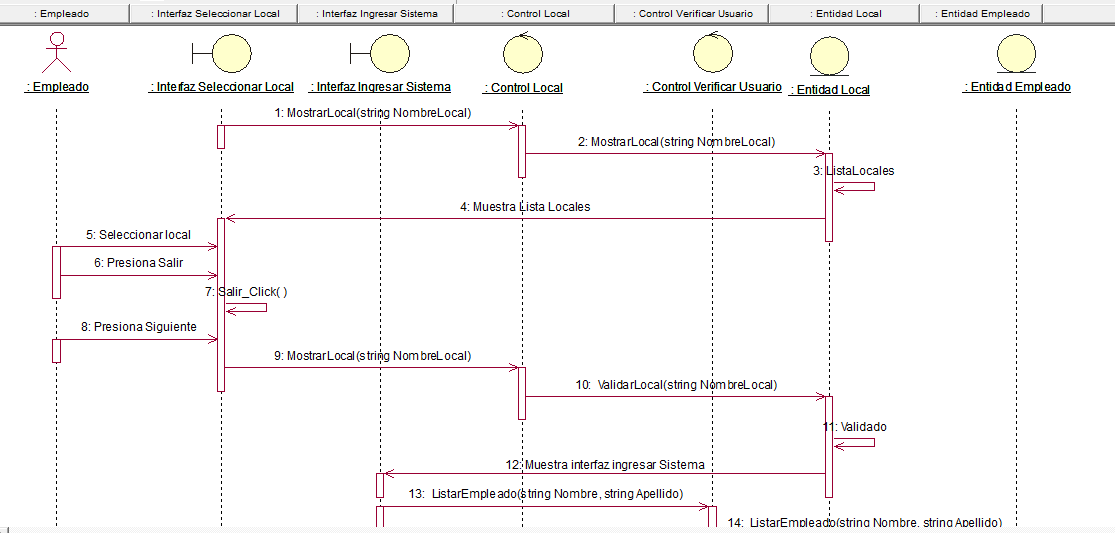 : Empleado
: Interfaz Seleccionar Local
: Interfaz Ingresar Sistema
: Control Local
: Control Verificar Usuario
: Entidad Local
: Entidad Empleado
: Empleado
: Interfaz Seleccionar Local
: Interfaz Ingresar Sistema
: Control Local
: Control Verificar Usuario
: Entidad Local
: Entidad Empleado
1: MostrarLocal(string NombreLocal)
2: MostrarLocal(string NombreLocal)
3: ListaLocales
4: Muestra Lista Locales
5: Seleccionar local
6: Presiona Salir
7: Salir_Click( )
8: Presiona Siguiente
9: MostrarLocal(string NombreLocal)
10: ValidarLocal(string NombreLocal)
11: Validado
12: Muestra interfaz ingresar Sistema
13: ListarEmpleado(string Nombre, string Apellido)
14: ListarEmpleado(string Nombre, string Apellido)